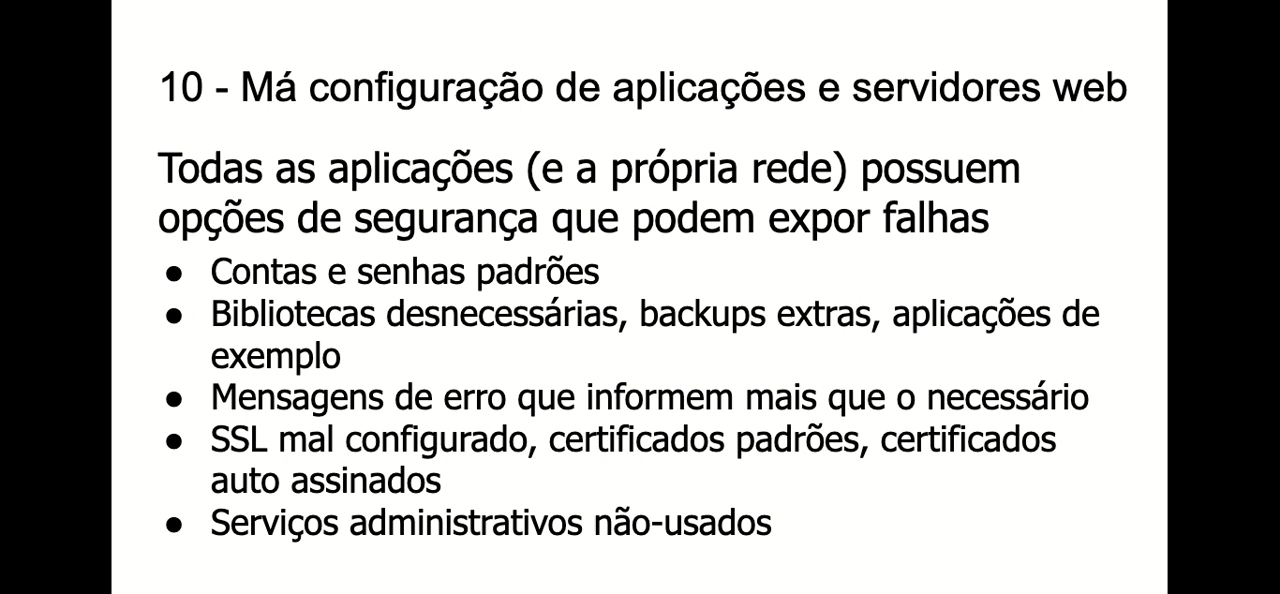 10 - Má configuração de aplicações e servidores web
Todas as aplicações (e a própria rede) possuem
opções de segurança que podem expor falhas
● Contas e senhas padrões
● Bibliotecas desnecessárias, backups extras, aplicações de
exemplo
● Mensagens de erro que informem mais que o necessário
● SSL mal configurado, certificados padrões, certificados
auto assinados
● Serviços administrativos não-usados